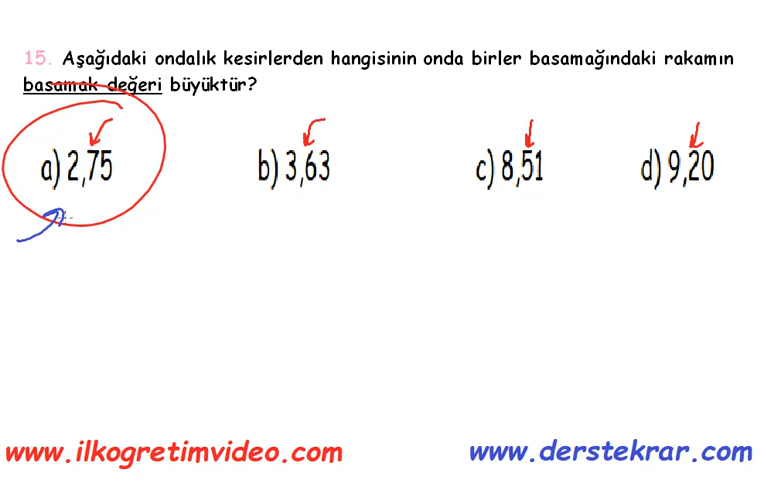 15. Aşağıdaki ondalık kesirlerden hangisinin onda birler basamağındaki rakamın
basamak değeri büyüktür?
a) 2,75 b) 3,63 c) 8,51 d) 9,20
www.ilkogretimvideo.com www.derstekrar.com